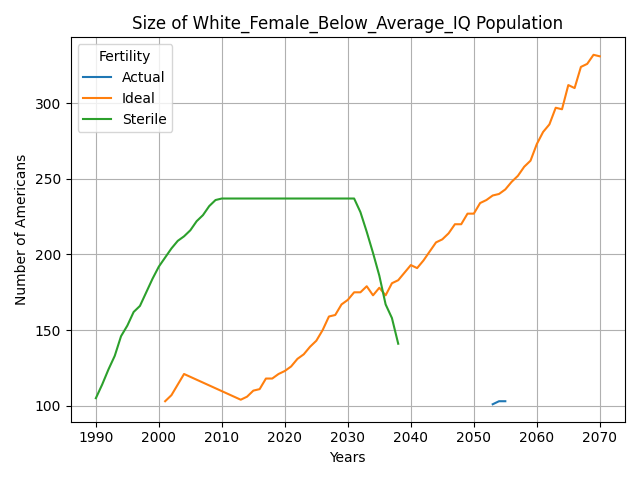 Size of White_Female_Below_Average_IQ Population
Fertility
Actual
Ideal
Sterile
Number of Americans
300
250
200
150
100
1990 2000 2010 2020 2030 2040 2050 2060 2070
Years